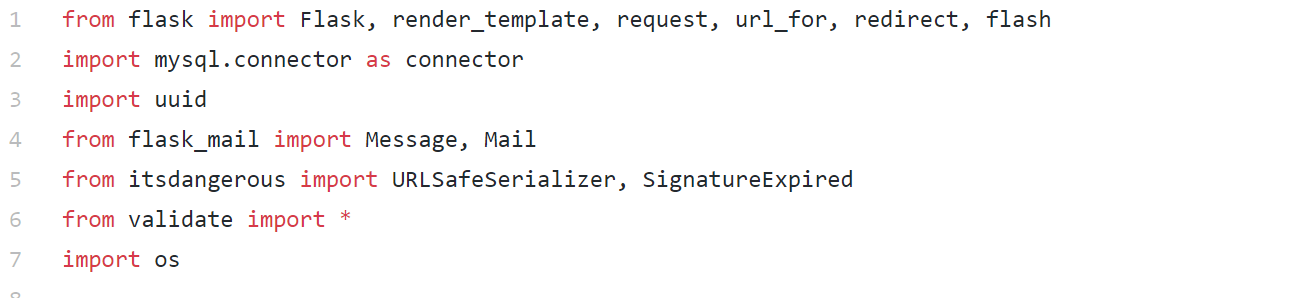 1 from flask import Flask, render_template, request, url_for, redirect, flash
2 import mysql.connector as connector
3 import uuid
4 from flask_mail import Message, Mail
5 from itsdangerous import URLSafeSerializer, SignatureExpired
6 from validate import *
7 import os
8